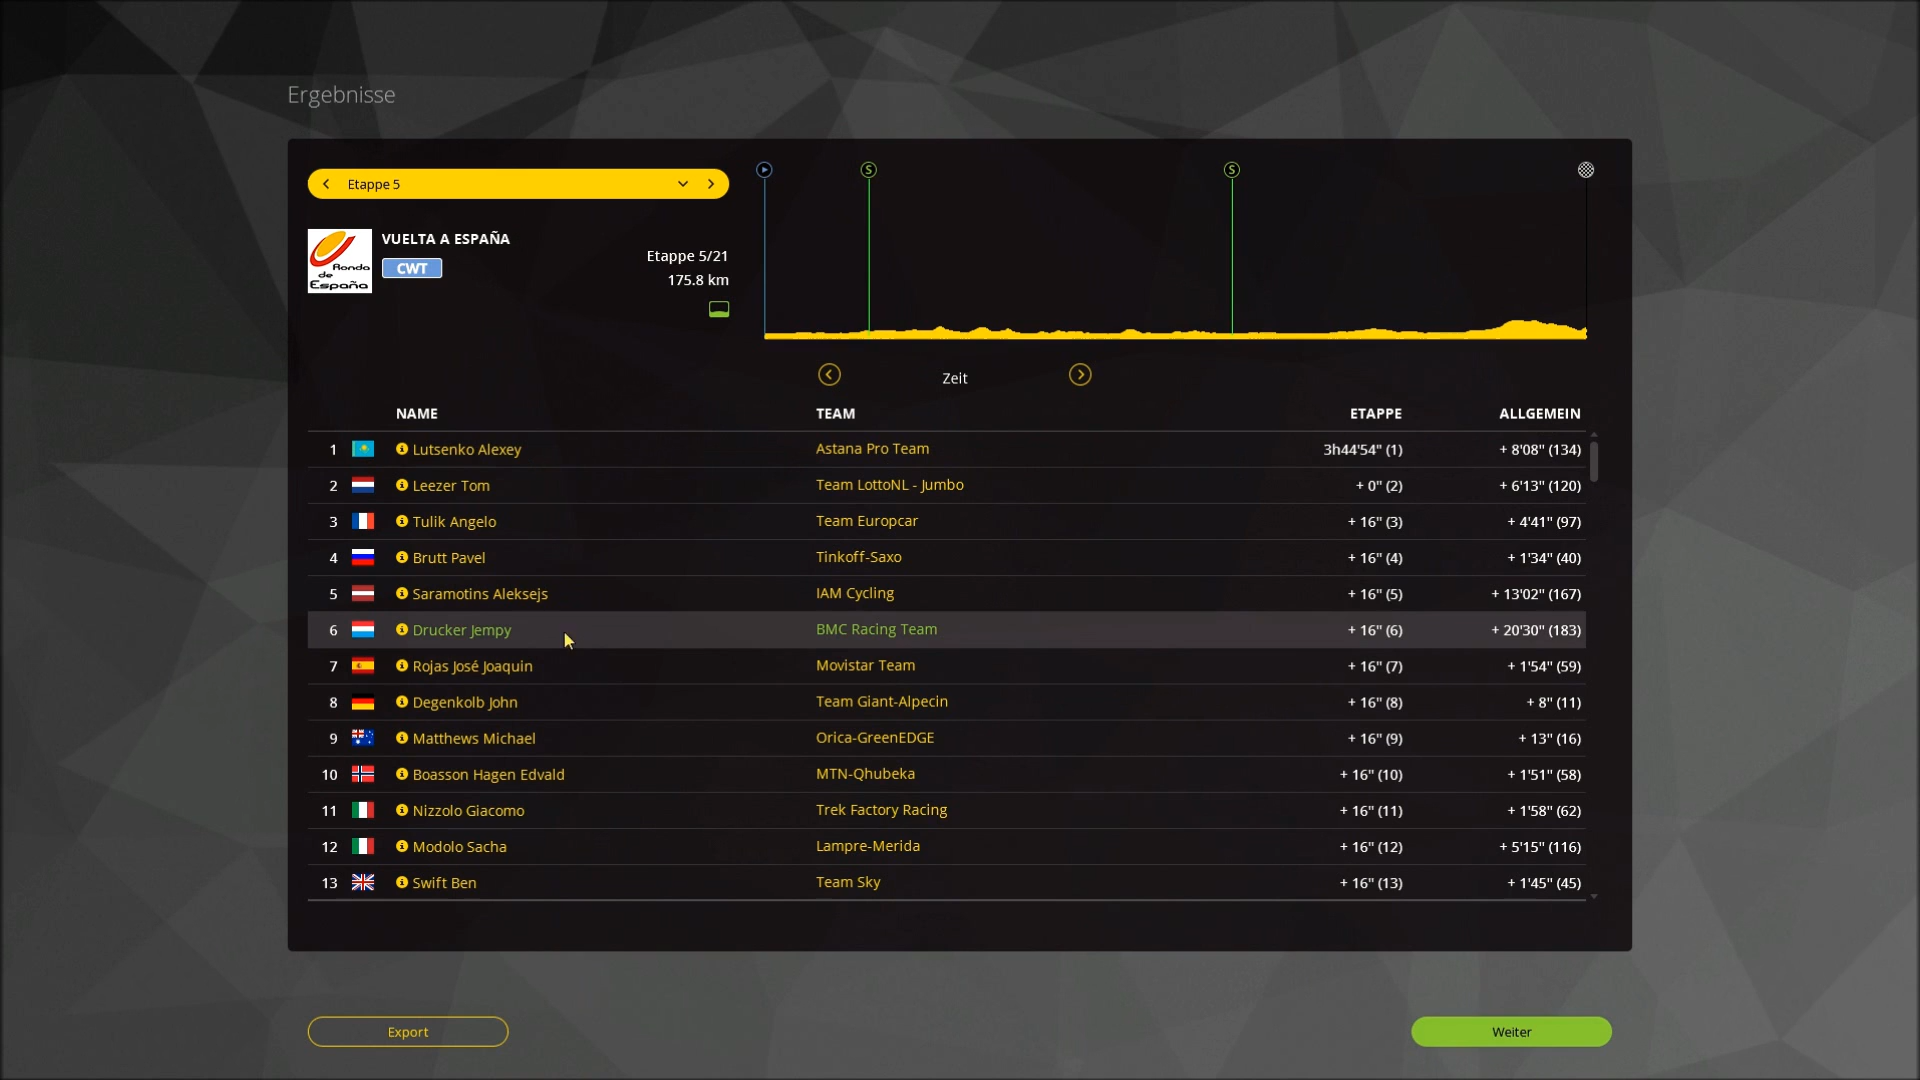 Ergebnisse
Etappe 5
Ronda de España
VUELTA A ESPAÑA
CWT
Etappe 5/21
175.8 km
S S
Zeit
NAME TEAM ETAPPE ALLGEMEIN
1 Lutsenko Alexey Astana Pro Team 3h44'54" (1) + 8'08" (134)
2 Leezer Tom Team LottoNL - Jumbo + 0" (2) + 6'13" (120)
3 Tulik Angelo Team Europcar + 16" (3) + 4'41" (97)
4 Brutt Pavel Tinkoff-Saxo + 16" (4) + 1'34" (40)
5 Saramotins Aleksejs IAM Cycling + 16" (5) + 13'02" (167)
6 Drucker Jempy BMC Racing Team + 16" (6) + 20'30" (183)
7 Rojas José Joaquin Movistar Team + 16" (7) + 1'54" (59)
8 Degenkolb John Team Giant-Alpecin + 16" (8) + 8" (11)
9 Matthews Michael Orica-GreenEDGE + 16" (9) + 13" (16)
10 Boasson Hagen Edvald MTN-Qhubeka + 16" (10) + 1'51" (58)
11 Nizzolo Giacomo Trek Factory Racing + 16" (11) + 1'58" (62)
12 Modolo Sacha Lampre-Merida + 16" (12) + 5'15" (116)
13 Swift Ben Team Sky + 16" (13) + 1'45" (45)
Export
Weiter